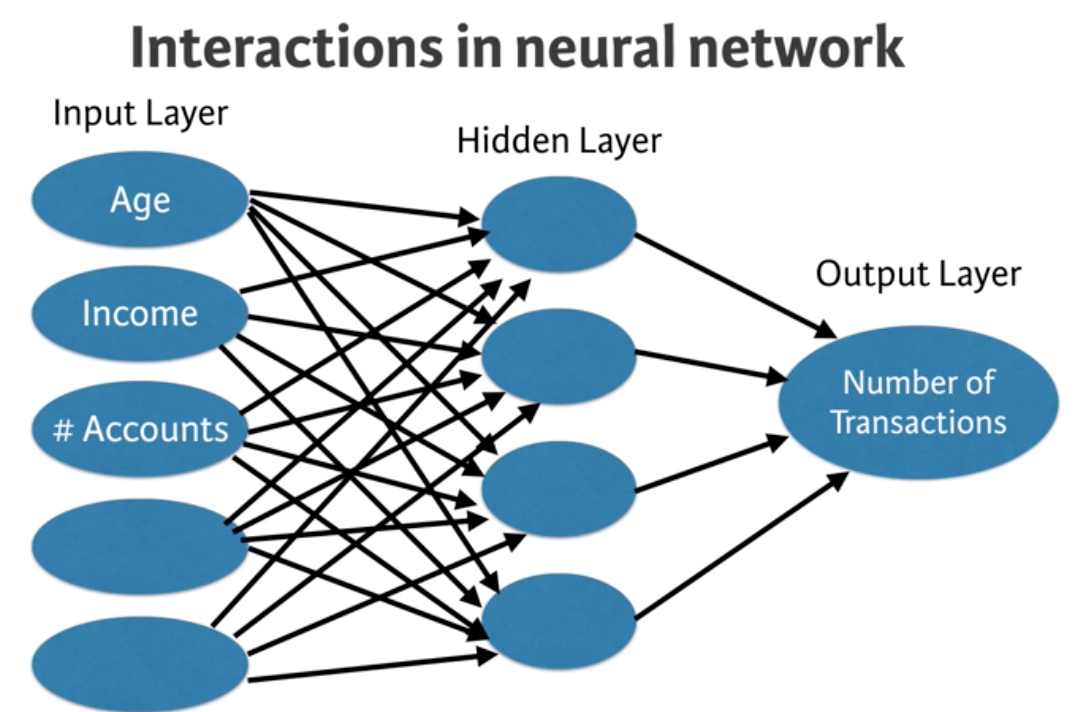 Interactions in neural network
Input Layer
Hidden Layer
Age
Output Layer
Income
Number of
Transactions
# Accounts